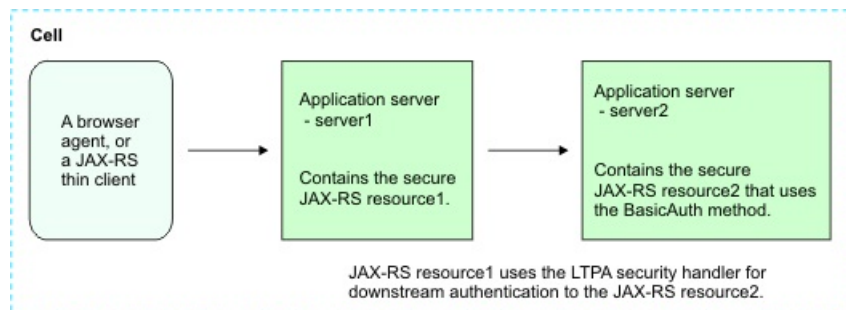 Cell
A browser
agent, or
a JAX-RS
thin client
Application server
- server1
Contains the secure
JAX-RS resource1.
Application server
- server2
Contains the secure
JAX-RS resource2 that uses
the BasicAuth method.
JAX-RS resource1 uses the LTPA security handler for
downstream authentication to the JAX-RS resource2.